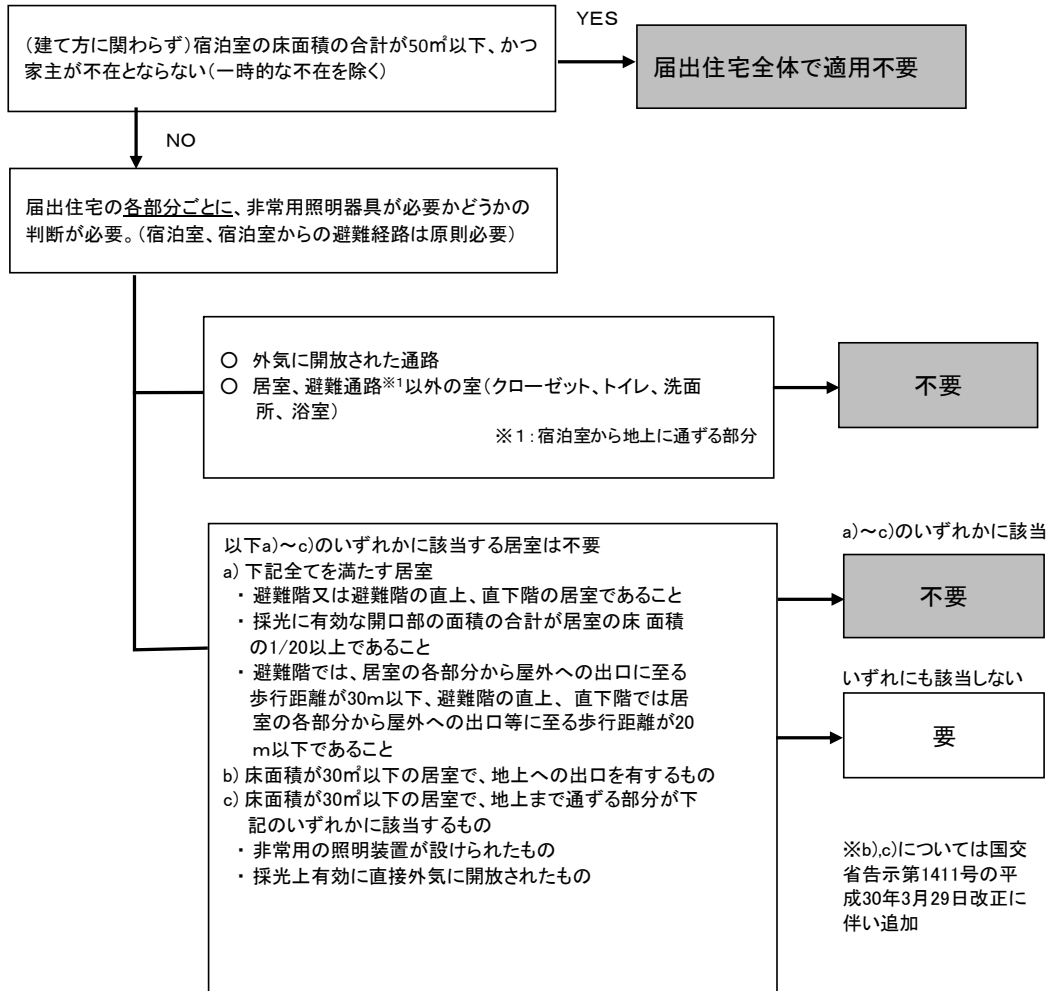 (建て方に関わらず)宿泊室の床面積の合計が50㎡以下、かつ
家主が不在とならない(一時的な不在を除く)
YES
届出住宅全体で適用不要
NO
届出住宅の各部分ごとに、非常用照明器具が必要かどうかの
判断が必要。(宿泊室、宿泊室からの避難経路は原則必要)
○ 外気に開放された通路
○ 居室、避難通路※1以外の室(クローゼット、トイレ、洗面
所、浴室)
※1:宿泊室から地上に通ずる部分
不要
以下a)~c)のいずれかに該当する居室は不要
a) 下記全てを満たす居室
・ 避難階又は避難階の直上、直下階の居室であること
・ 採光に有効な開口部の面積の合計が居室の床 面積
の1/20以上であること
・ 避難階では、居室の各部分から屋外への出口に至る
歩行距離が30m以下、避難階の直上、 直下階では居
室の各部分から屋外への出口等に至る歩行距離が20
m以下であること
b) 床面積が30㎡以下の居室で、地上への出口を有するもの
c) 床面積が30㎡以下の居室で、地上まで通ずる部分が下
記のいずれかに該当するもの
・ 非常用の照明装置が設けられたもの
・ 採光上有効に直接外気に開放されたもの
a)~c)のいずれかに該当
不要
いずれにも該当しない
要
※b),c)については国交
省告示第1411号の平
成30年3月29日改正に
伴い追加